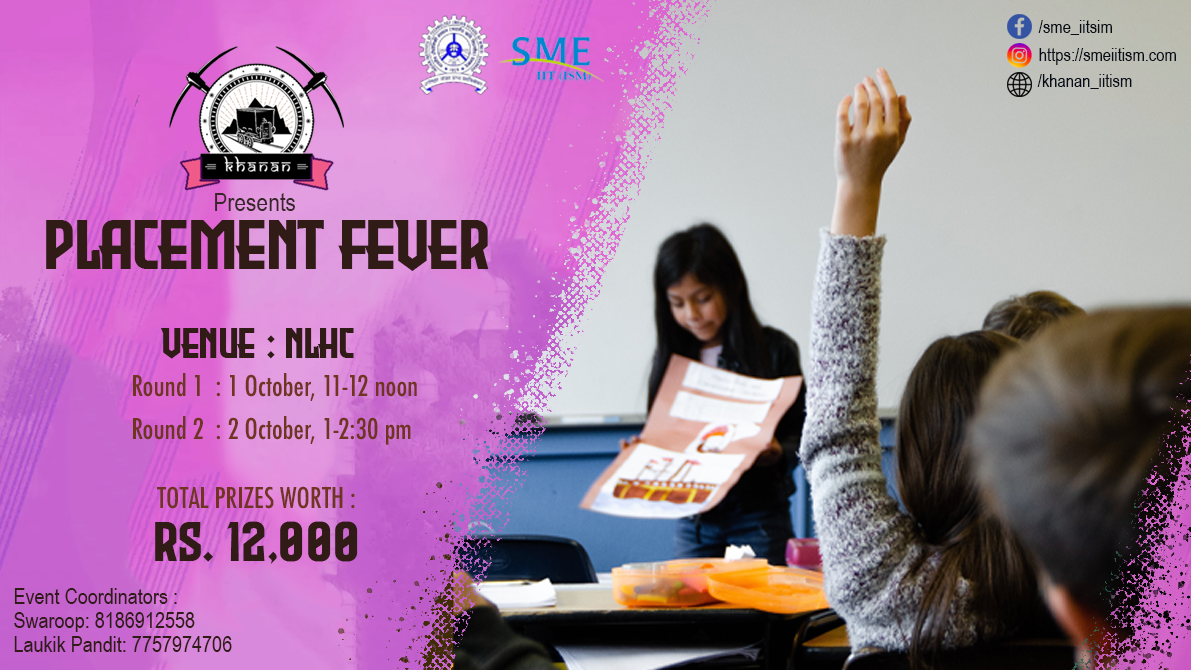 SME
IIT (ISM)
/sme_iitsim
https://smeiitism.com
/khanan_iitism
khanan
Presents
PLACEMENT FEVER
VENUE : NLHC
Round 1 : 1 October, 11-12 noon
Round 2 : 2 October, 1-2:30 pm
TOTAL PRIZES WORTH :
RS. 12,000
Event Coordinators :
Swaroop: 8186912558
Laukik Pandit: 7757974706